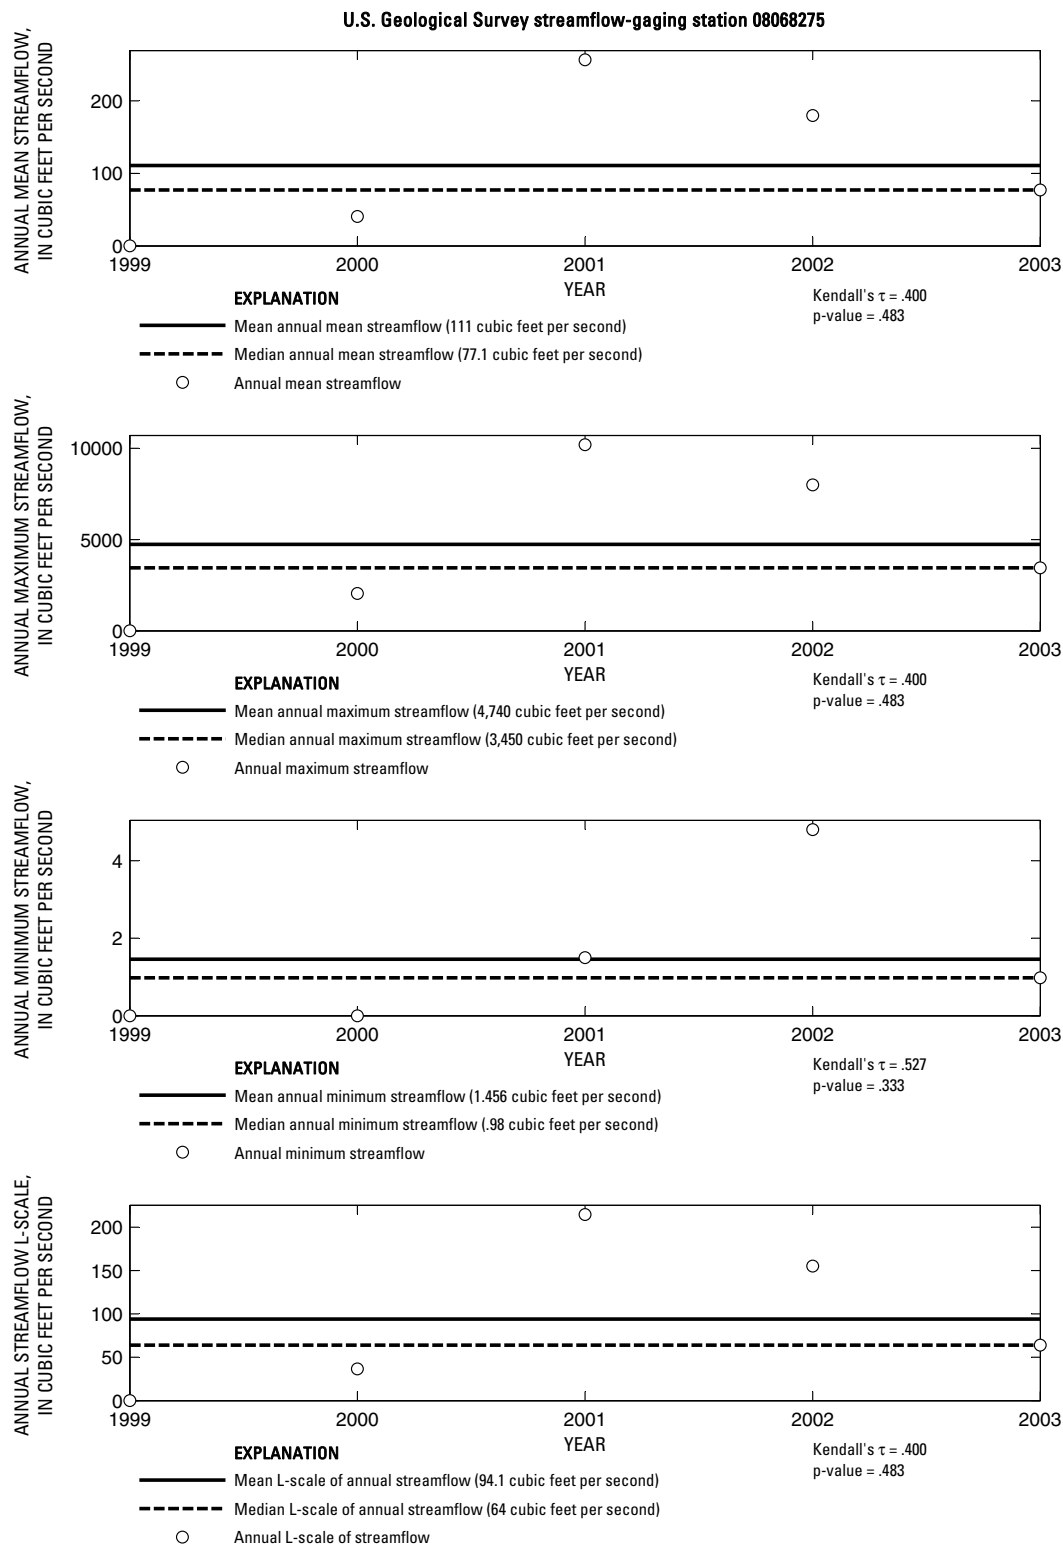 U.S. Geological Survey streamflow-gaging station 08068275
ANNUAL MEAN STREAMFLOW,
IN CUBIC FEET PER SECOND
200
100
0
1999 2000 2001 2002 2003
YEAR
Kendall's τ = .400
p-value = .483
EXPLANATION
Mean annual mean streamflow (111 cubic feet per second)
Median annual mean streamflow (77.1 cubic feet per second)
Annual mean streamflow
ANNUAL MAXIMUM STREAMFLOW,
IN CUBIC FEET PER SECOND
10000
5000
0
1999 2000 2001 2002 2003
YEAR
Kendall's τ = .400
p-value = .483
EXPLANATION
Mean annual maximum streamflow (4,740 cubic feet per second)
Median annual maximum streamflow (3,450 cubic feet per second)
Annual maximum streamflow
ANNUAL MINIMUM STREAMFLOW,
IN CUBIC FEET PER SECOND
4
2
0
1999 2000 2001 2002 2003
YEAR
Kendall's τ = .527
p-value = .333
EXPLANATION
Mean annual minimum streamflow (1.456 cubic feet per second)
Median annual minimum streamflow (.98 cubic feet per second)
Annual minimum streamflow
ANNUAL STREAMFLOW L-SCALE,
IN CUBIC FEET PER SECOND
200
150
100
50
0
1999 2000 2001 2002 2003
YEAR
Kendall's τ = .400
p-value = .483
EXPLANATION
Mean L-scale of annual streamflow (94.1 cubic feet per second)
Median L-scale of annual streamflow (64 cubic feet per second)
Annual L-scale of streamflow